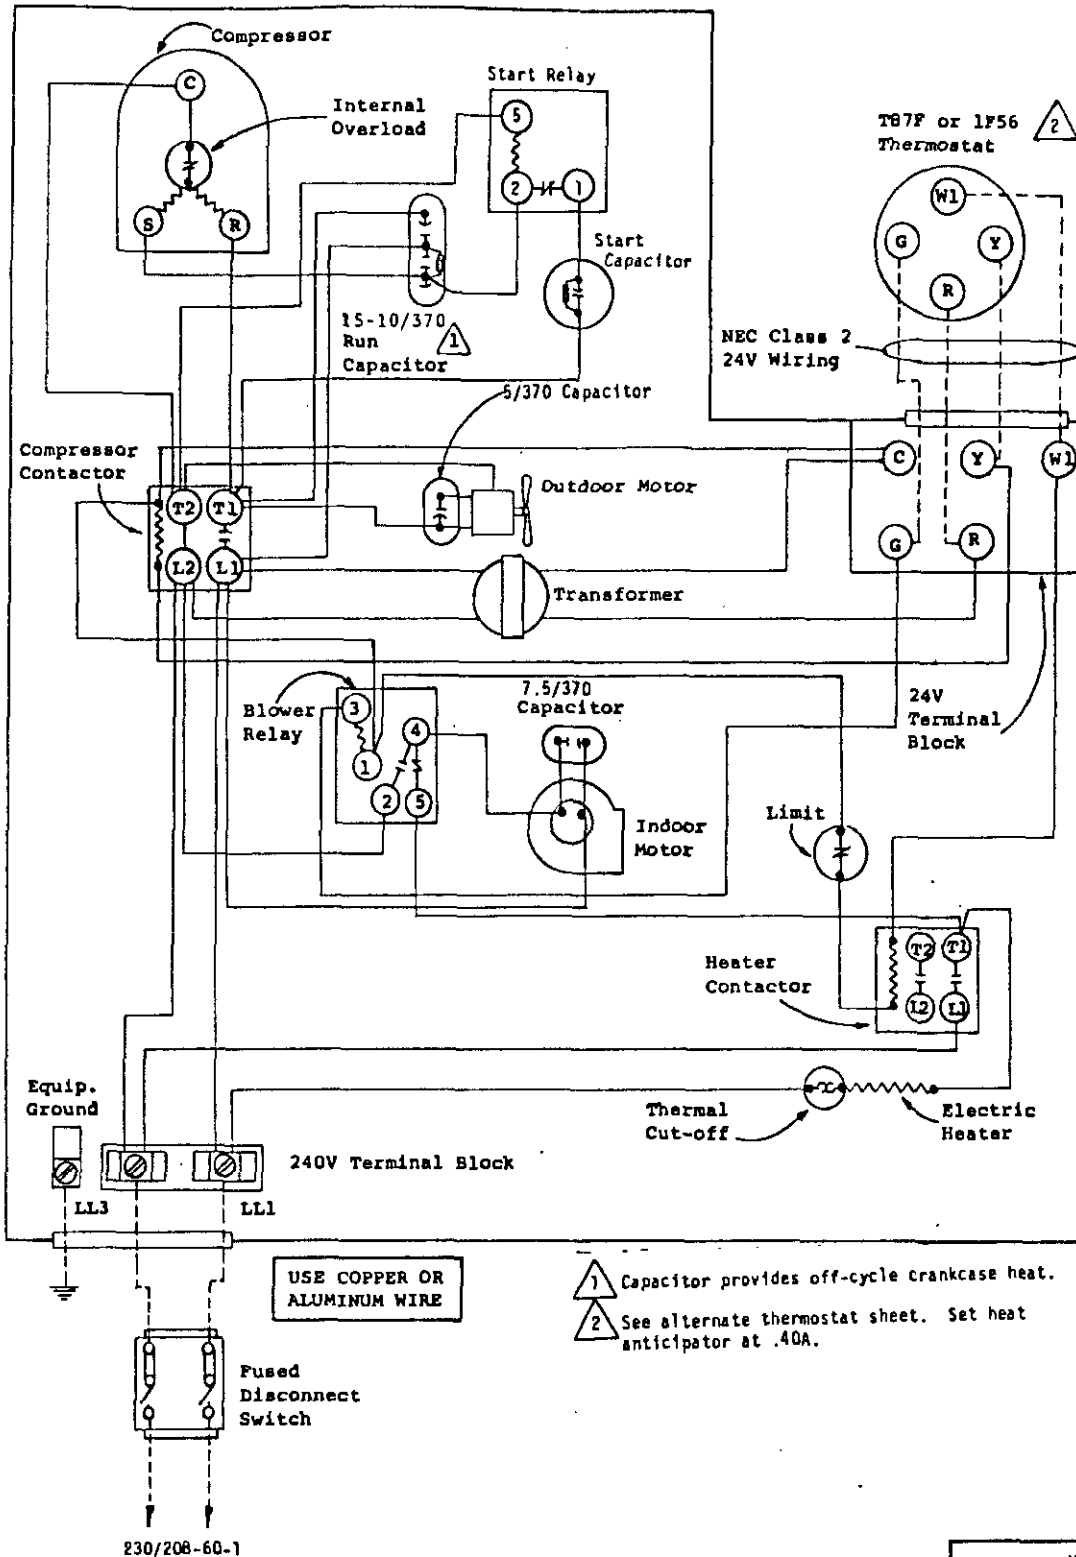 Compressor
Internal
Overload
C
S
R
Start Relay
5
2
1
Start
Capacitor
15-10/370
Run
Capacitor
1
T87F or 1F56
Thermostat
2
W1
G
Y
R
NEC Class 2
24V Wiring
5/370 Capacitor
Compressor
Contactor
T2
T1
L2
L1
Outdoor Motor
Transformer
C
Y
W1
G
R
24V
Terminal
Block
Blower
Relay
3
4
1
2
5
7.5/370
Capacitor
Indoor
Motor
Limit
Heater
Contactor
T2
T1
L2
L1
Equip.
Ground
Thermal
Cut-off
Electric
Heater
240V Terminal Block
LL3
LL1
USE COPPER OR
ALUMINUM WIRE
1 Capacitor provides off-cycle crankcase heat.
2 See alternate thermostat sheet. Set heat
anticipator at .40A.
Fused
Disconnect
Switch
230/208-60-1